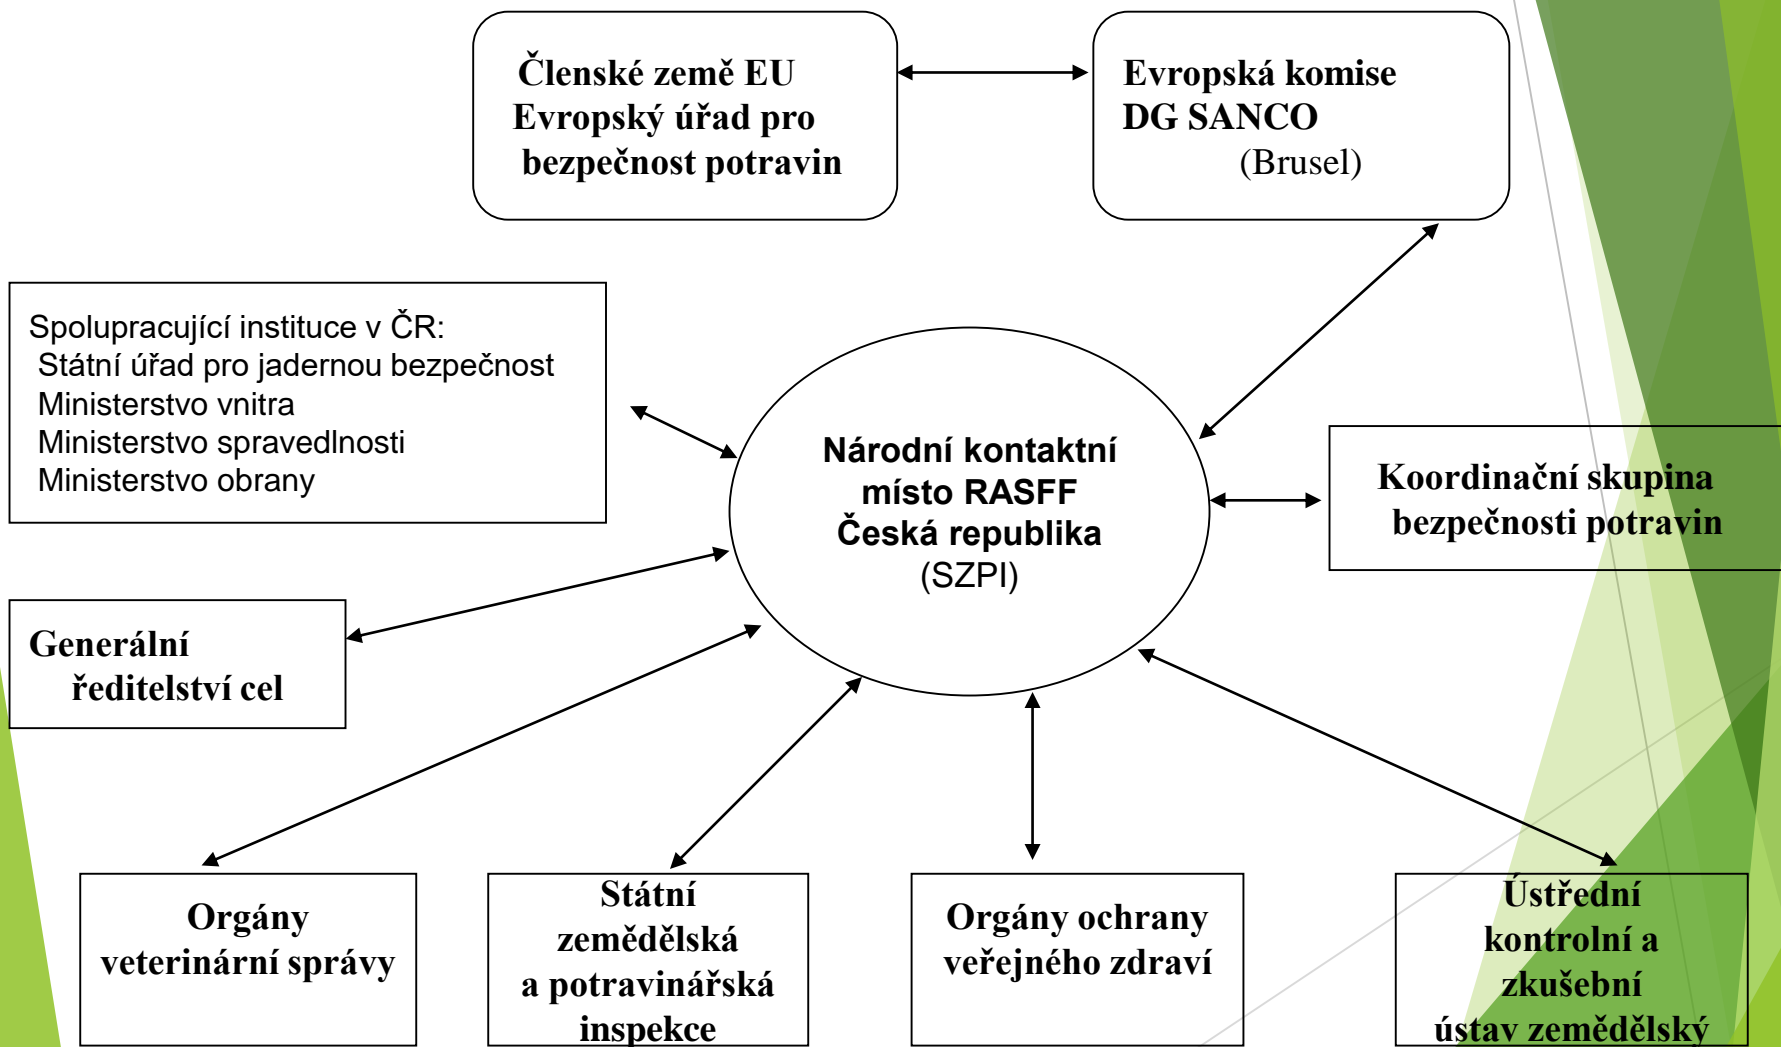 Členské země EU
Evropský úřad pro
bezpečnost potravin
Evropská komise
DG SANCO
(Brusel)
Spolupracující instituce v ČR:
Státní úřad pro jadernou bezpečnost
Ministerstvo vnitra
Ministerstvo spravedlnosti
Ministerstvo obrany
Národní kontaktní
místo RASFF
Česká republika
(SZPI)
Koordinační skupina
bezpečnosti potravin
Generální
ředitelství cel
Orgány
veterinární správy
Státní
zemědělská
a potravinářská
inspekce
Orgány ochrany
veřejného zdraví
Ústřední
kontrolní a
zkušební
ústav zemědělský